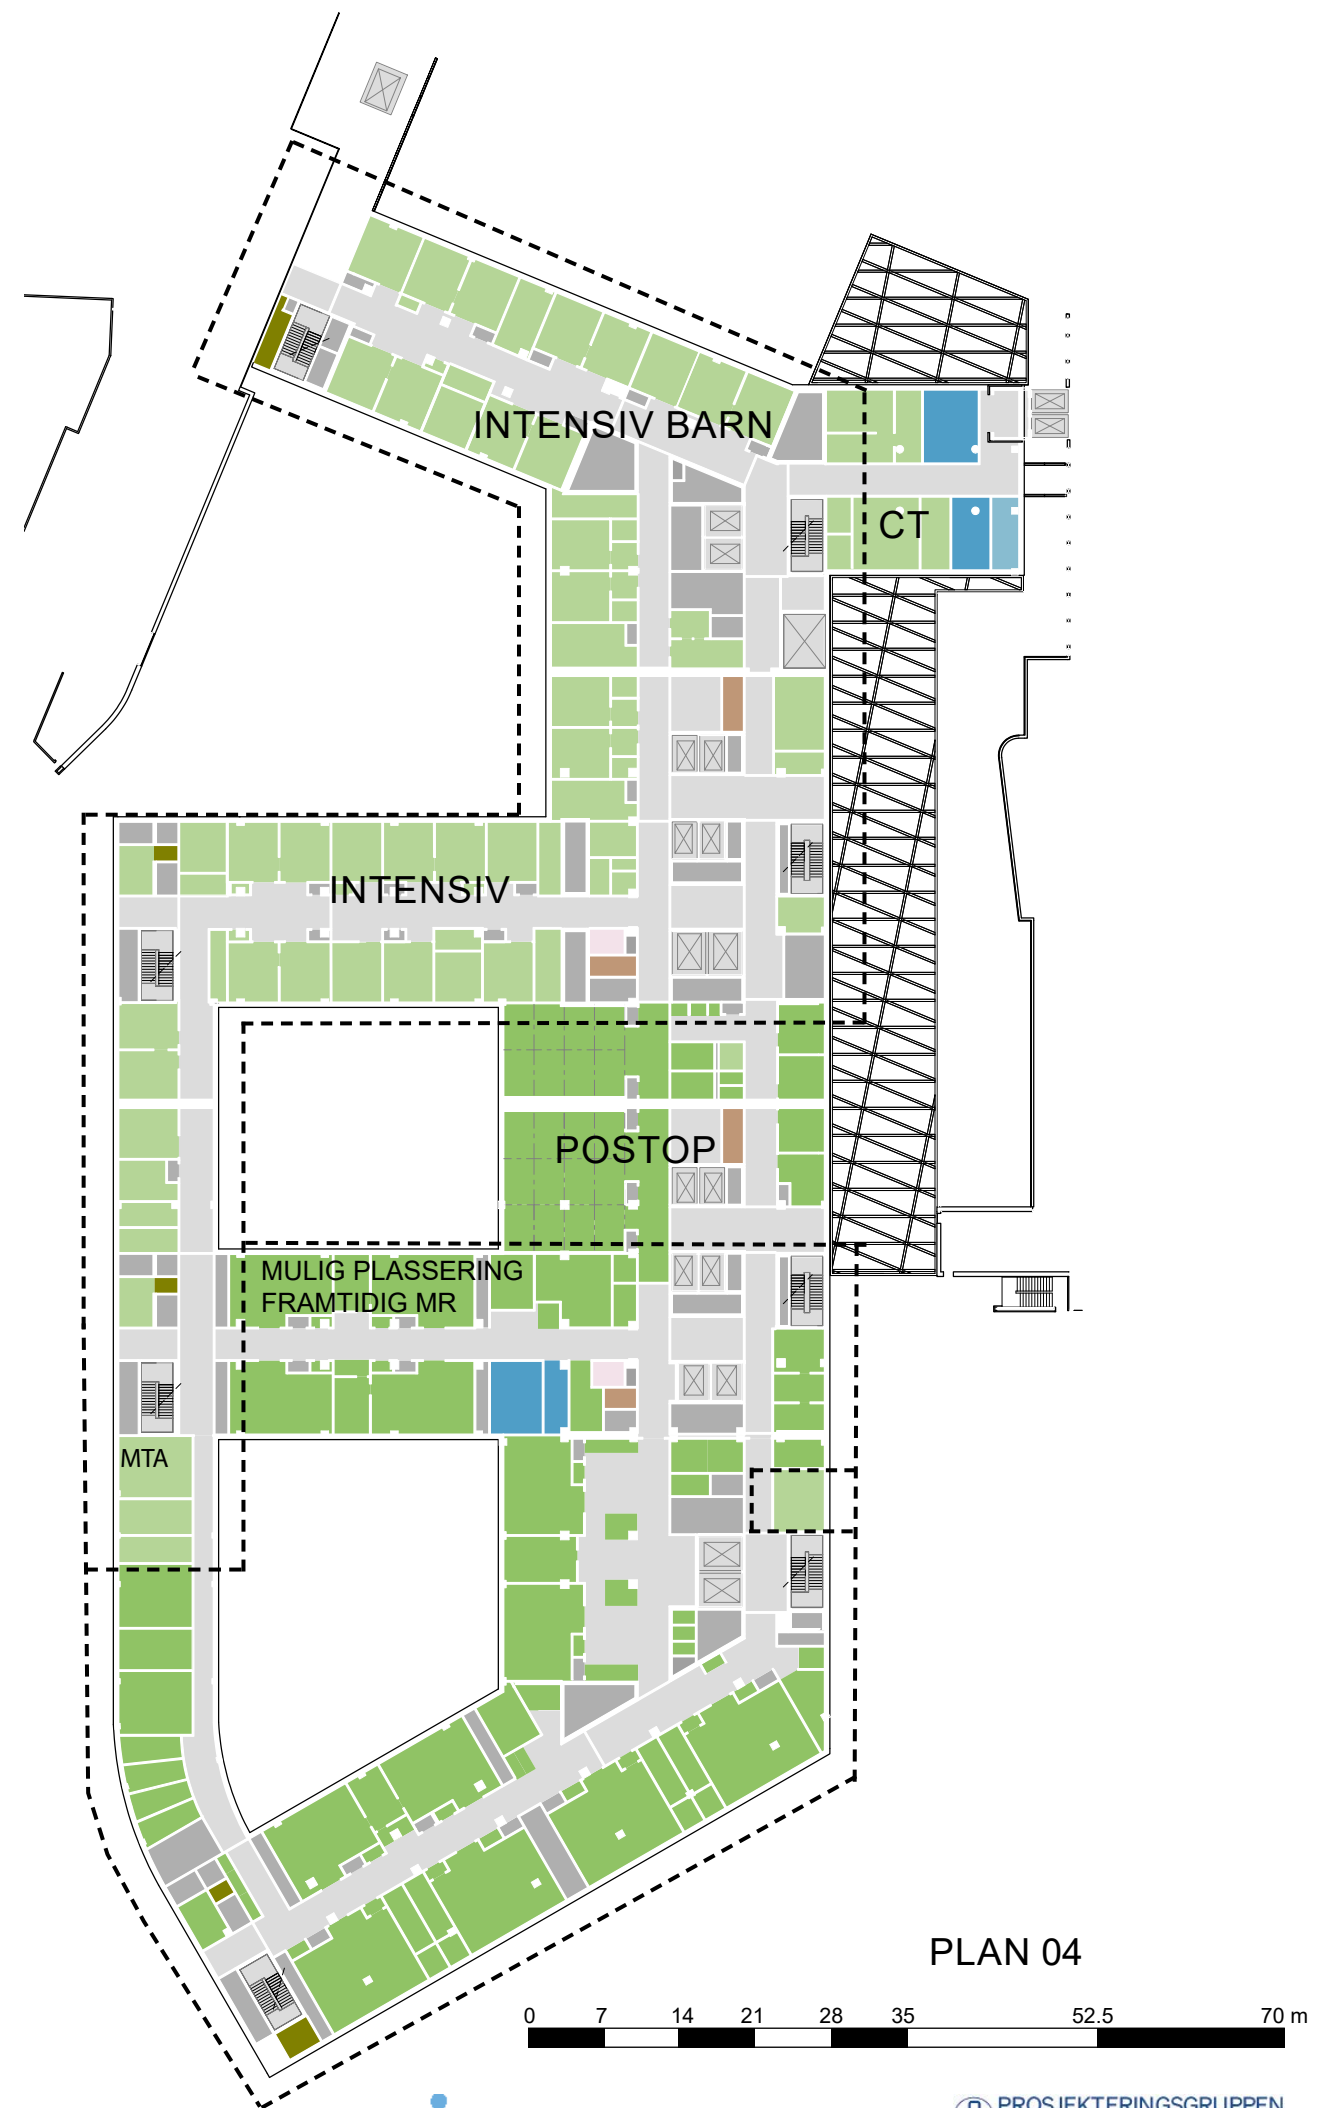 INTENSIV BARN
CT
INTENSIV
POSTOP
MULIG PLASSERING
FRAMTIDIG MR
MTA
PLAN 04
0 7 14 21 28 35 52.5 70 m
PROSJEKTERINGSGRUPPEN